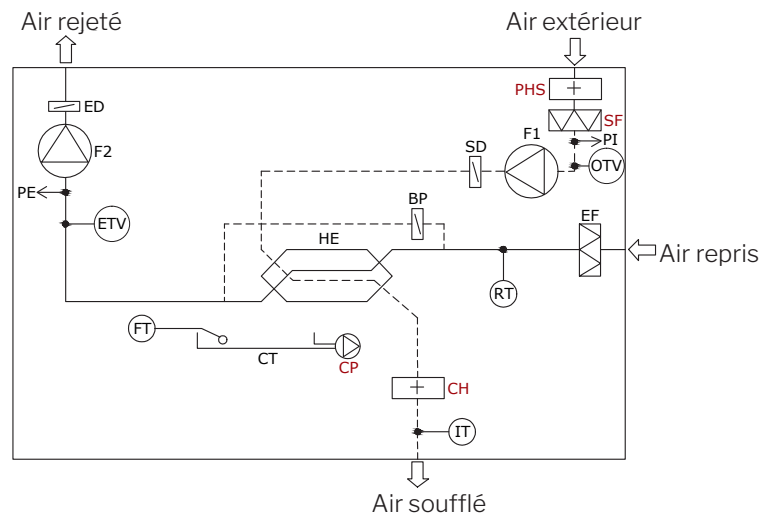 Air rejeté
Air extérieur
PHS
ED
SF
F1
PI
F2
SD
OTV
PE
BP
EF
ETV
HE
Air repris
RT
FT
CT
CP
CH
IT
Air soufflé